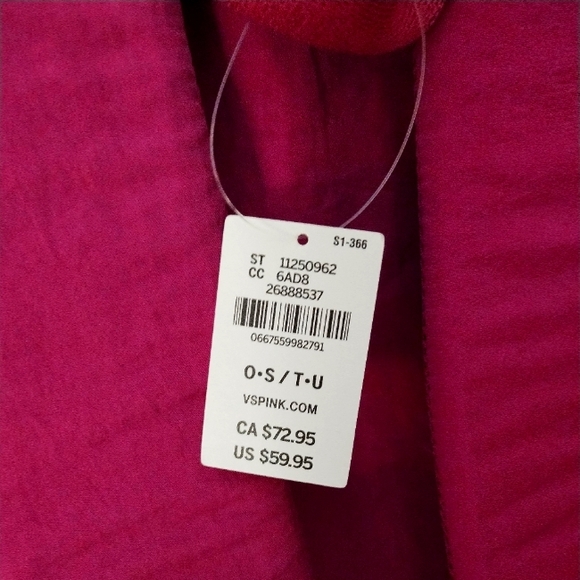 S1-366
ST 11250962
CC 6AD8
26888537
0667559982791
O•S / T•U
VSPINK.COM
CA $72.95
US $59.95